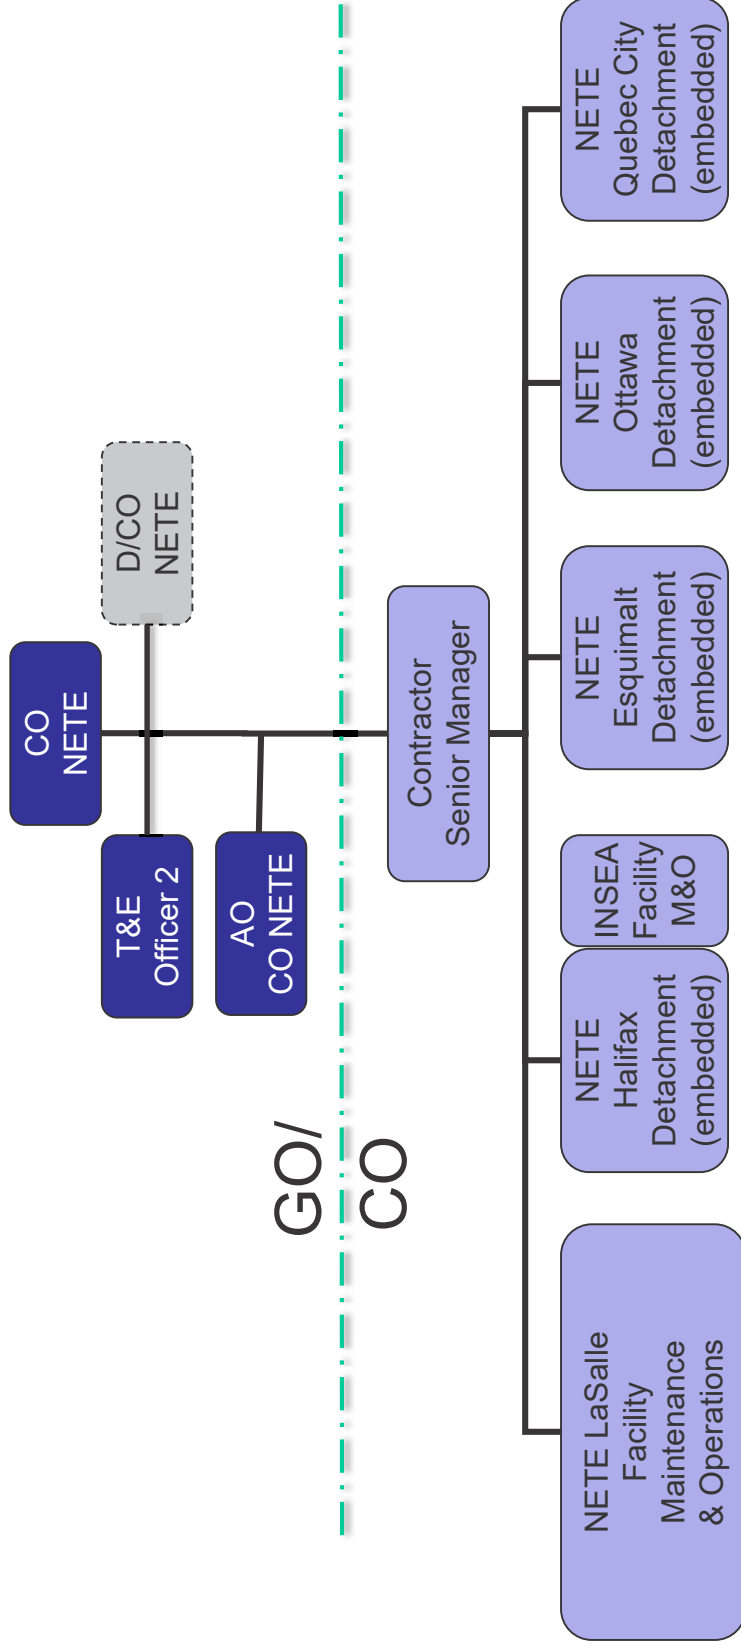 CO
NETE
T&E
Officer 2
D/CO
NETE
AO
CO NETE
GO/
CO
Contractor
Senior Manager
NETE LaSalle
Facility
Maintenance
& Operations
NETE
Halifax
Detachment
(embedded)
INSEA
Facility
M&O
NETE
Esquimalt
Detachment
(embedded)
NETE
Ottawa
Detachment
(embedded)
NETE
Quebec City
Detachment
(embedded)